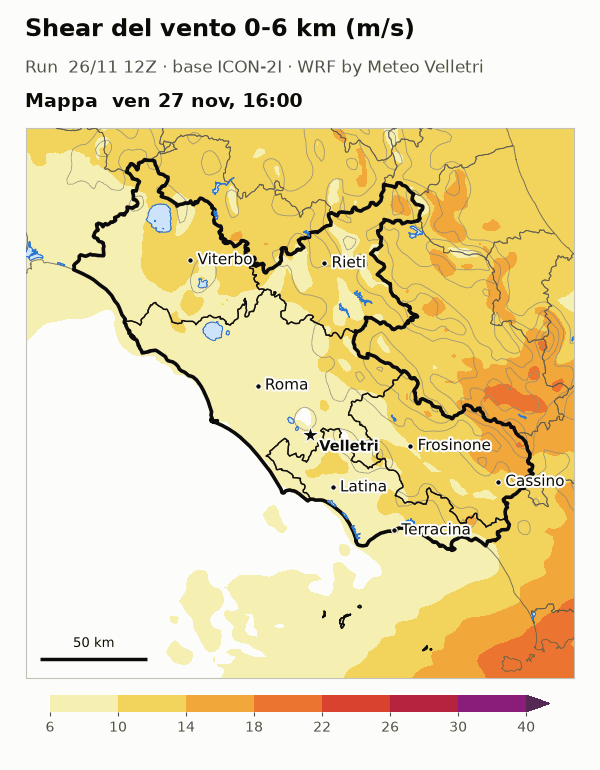 Shear del vento 0-6 km (m/s)
Run  26/11 12Z · base ICON-2I · WRF by Meteo Velletri
Mappa  ven 27 nov, 16:00
Viterbo
Rieti
Roma
Velletri
Frosinone
Cassino
Latina
Terracina
50 km
6 10 14 18 22 26 30 40